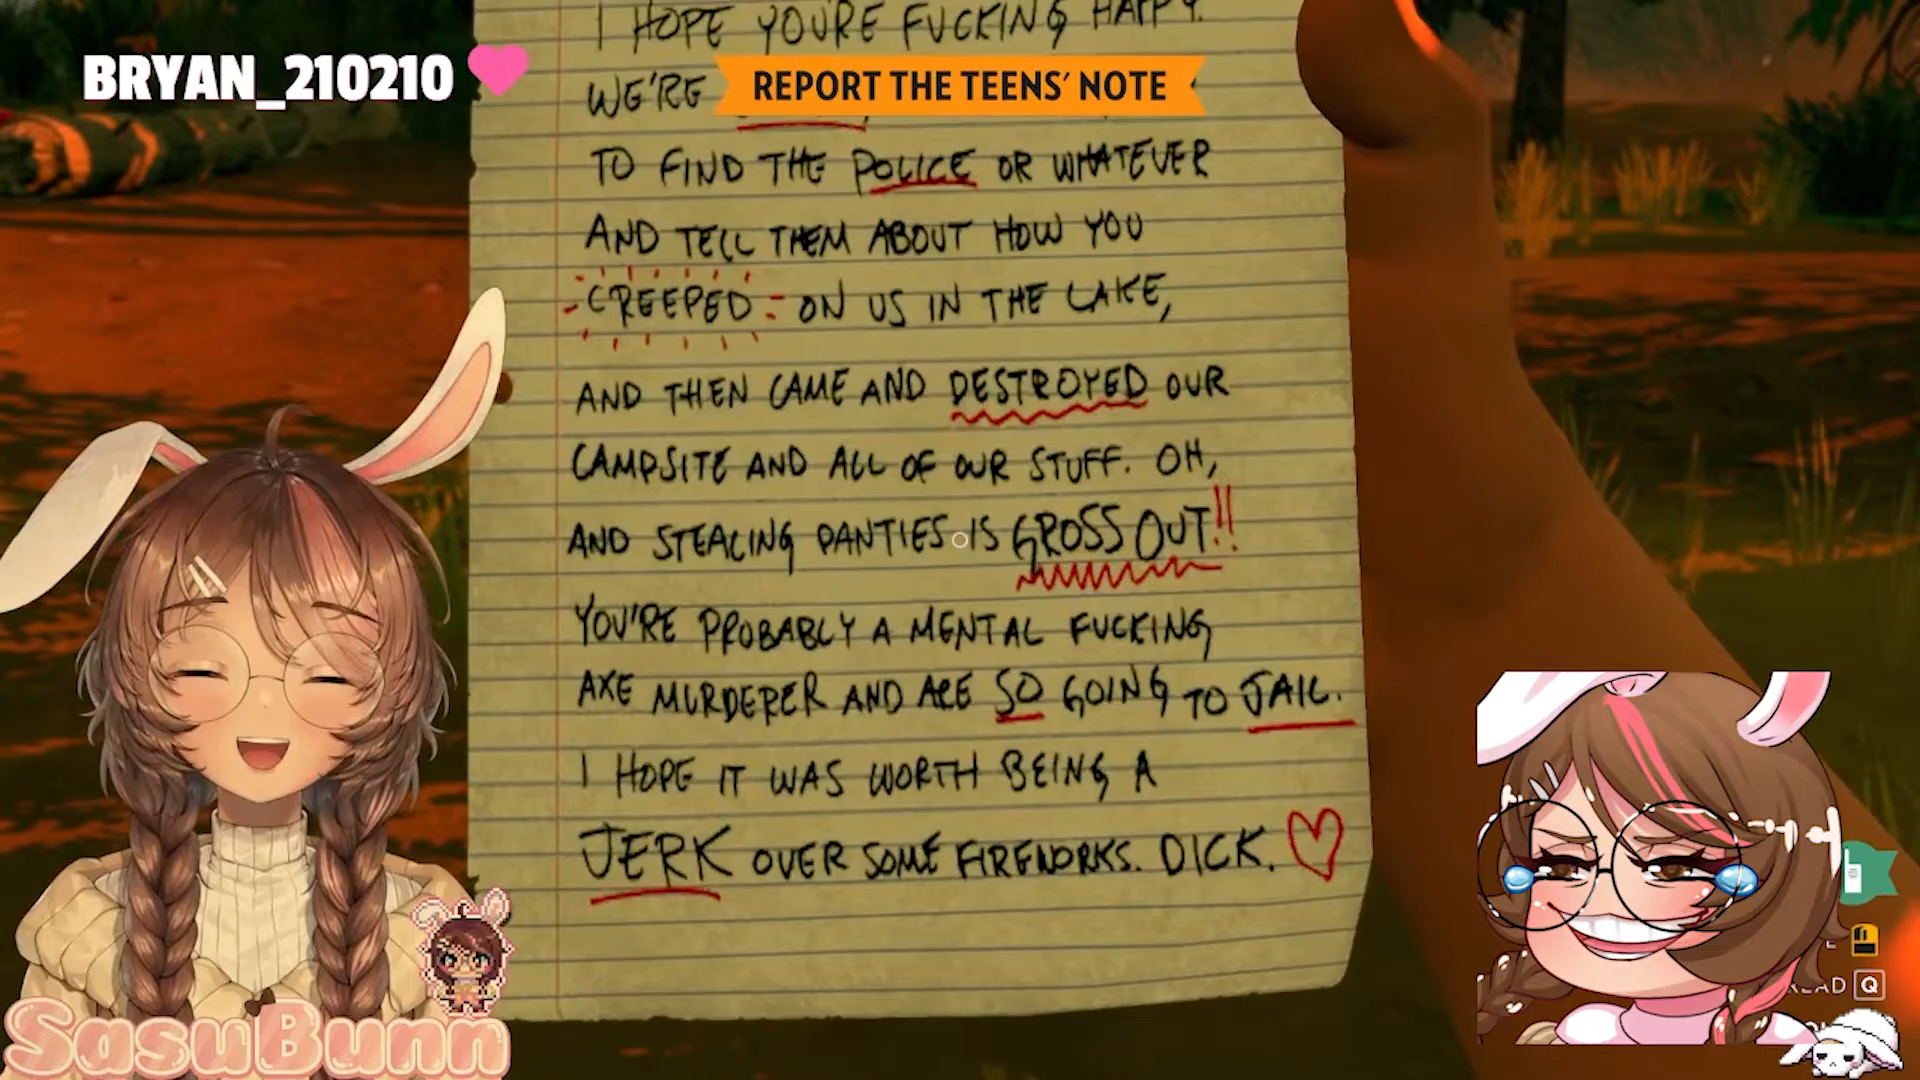 I HOPE YOU'RE FUCKING HAPPY.
BRYAN_210210
WE'RE
REPORT THE TEENS' NOTE
TO FIND THE POLICE OR WHATEVER
AND TELL THEM ABOUT HOW YOU
CREEPED ON US IN THE LAKE,
AND THEN CAME AND DESTROYED OUR
CAMPSITE AND ALL OF OUR STUFF. OH,
AND STEALING PANTIES IS GROSS OUT!!
YOU'RE PROBABLY A MENTAL FUCKING
AXE MURDERER AND ARE SO GOING TO JAIL.
I HOPE IT WAS WORTH BEING A
JERK OVER SOME FIREWORKS. DICK.
Q
SasuBunn